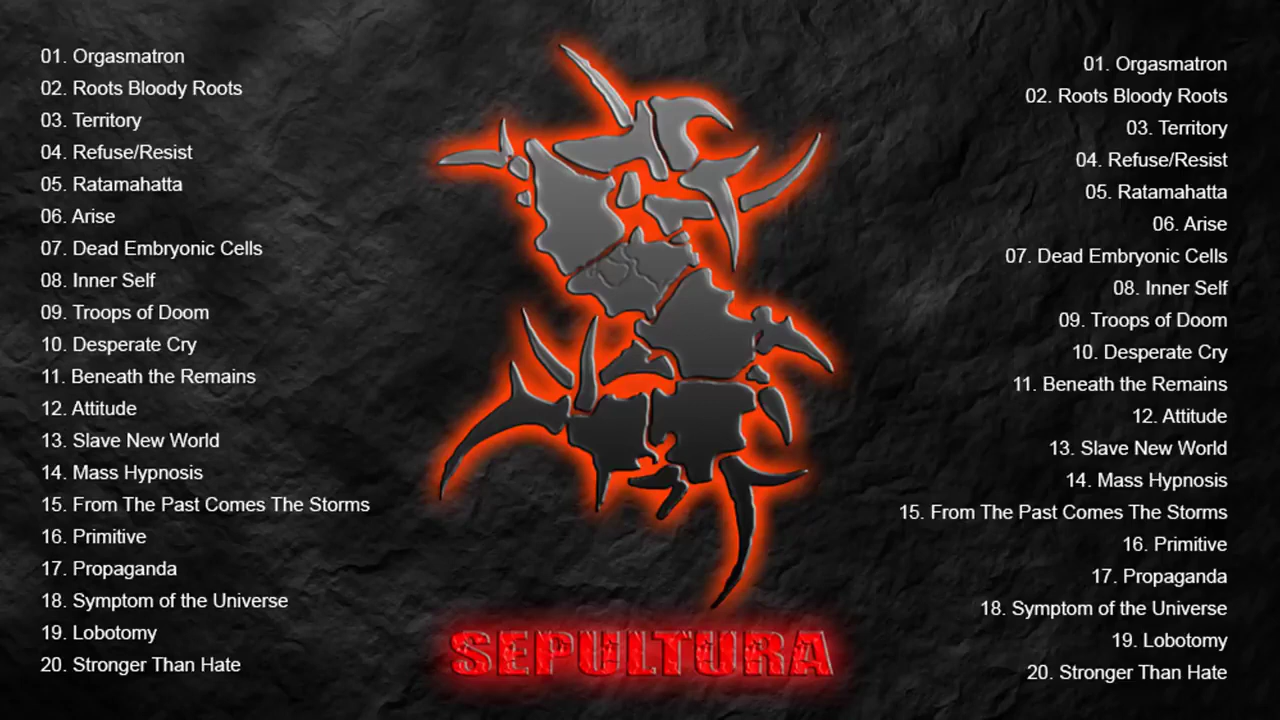 01. Orgasmatron
02. Roots Bloody Roots
03. Territory
04. Refuse/Resist
05. Ratamahatta
06. Arise
07. Dead Embryonic Cells
08. Inner Self
09. Troops of Doom
10. Desperate Cry
11. Beneath the Remains
12. Attitude
13. Slave New World
14. Mass Hypnosis
15. From The Past Comes The Storms
16. Primitive
17. Propaganda
18. Symptom of the Universe
19. Lobotomy
20. Stronger Than Hate
SEPULTURA
01. Orgasmatron
02. Roots Bloody Roots
03. Territory
04. Refuse/Resist
05. Ratamahatta
06. Arise
07. Dead Embryonic Cells
08. Inner Self
09. Troops of Doom
10. Desperate Cry
11. Beneath the Remains
12. Attitude
13. Slave New World
14. Mass Hypnosis
15. From The Past Comes The Storms
16. Primitive
17. Propaganda
18. Symptom of the Universe
19. Lobotomy
20. Stronger Than Hate